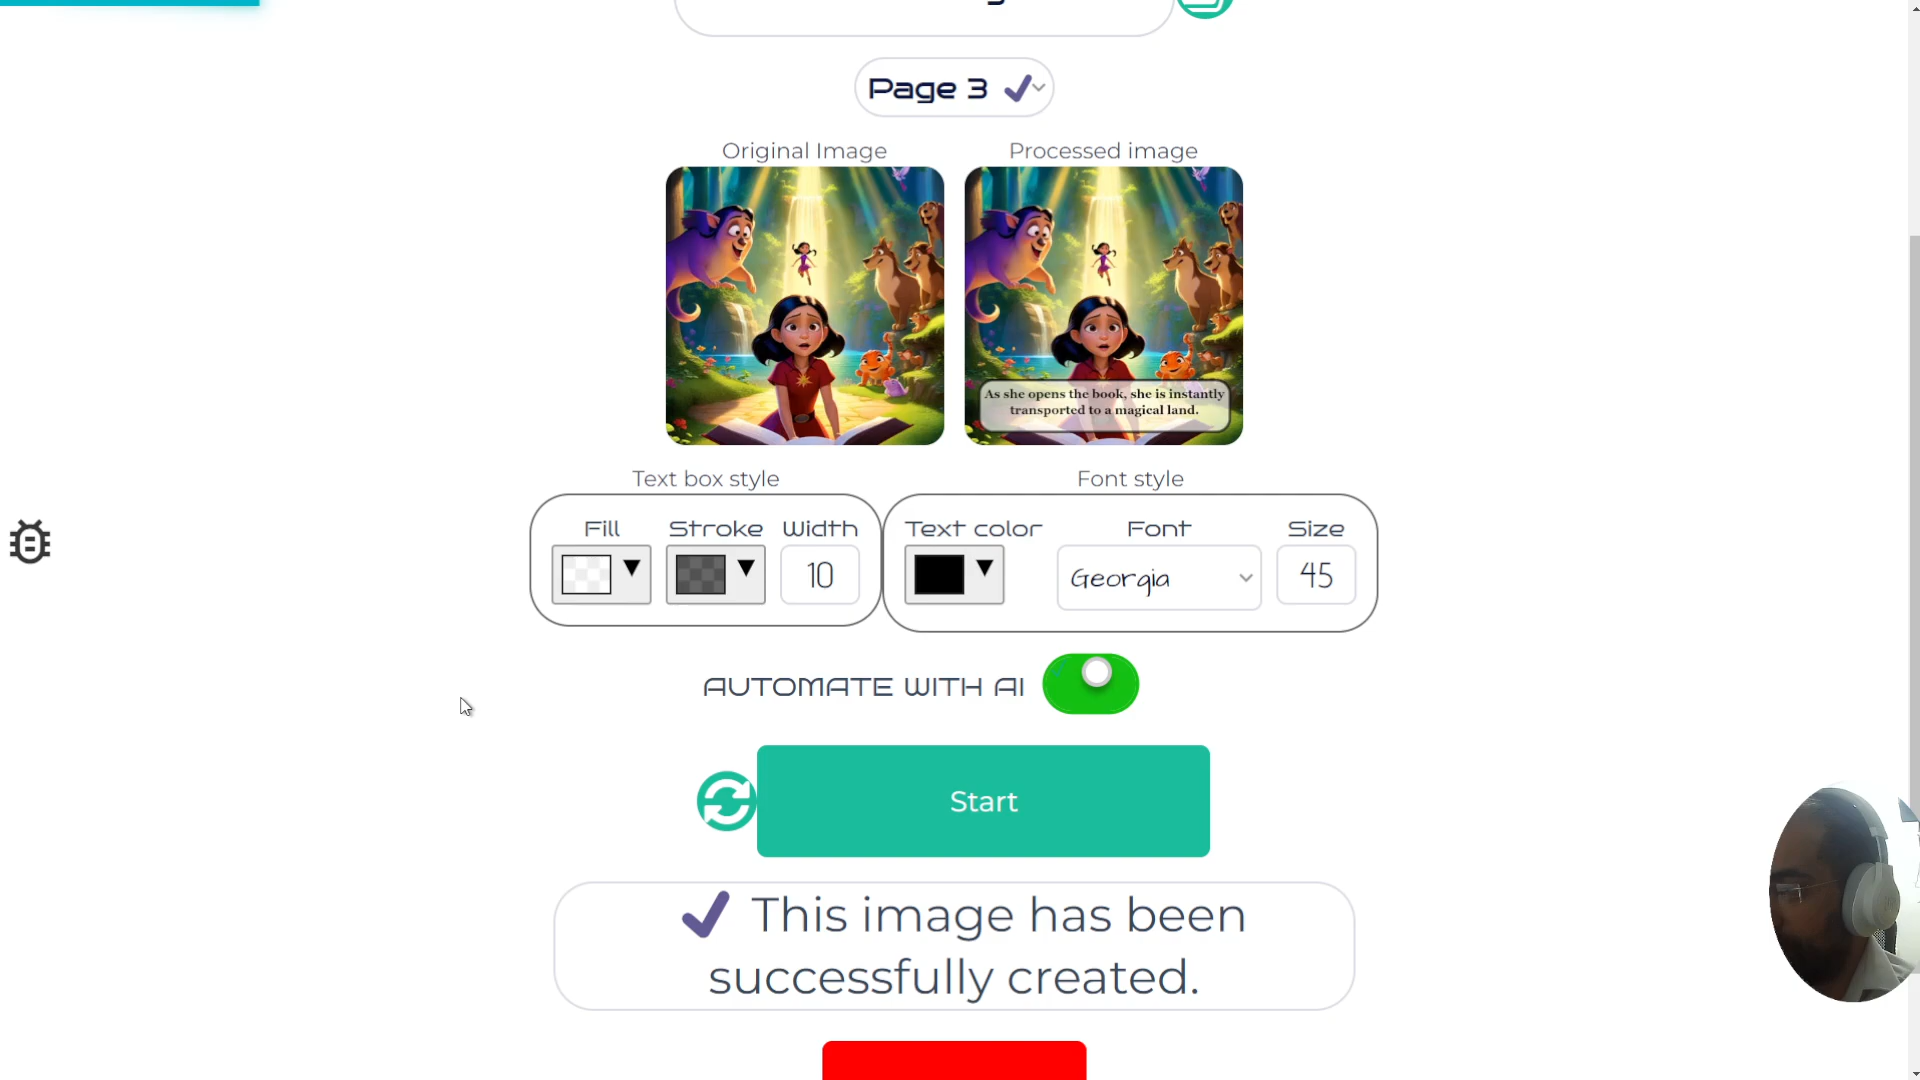 Page 3
Original Image
Processed image
As she opens the book, she is instantly
transported to a magical land.
Text box style
Font style
Fill
Stroke
Width
Text color
Font
Size
10
Georgia
45
AUTOMATE WITH AI
Start
This image has been
successfully created.